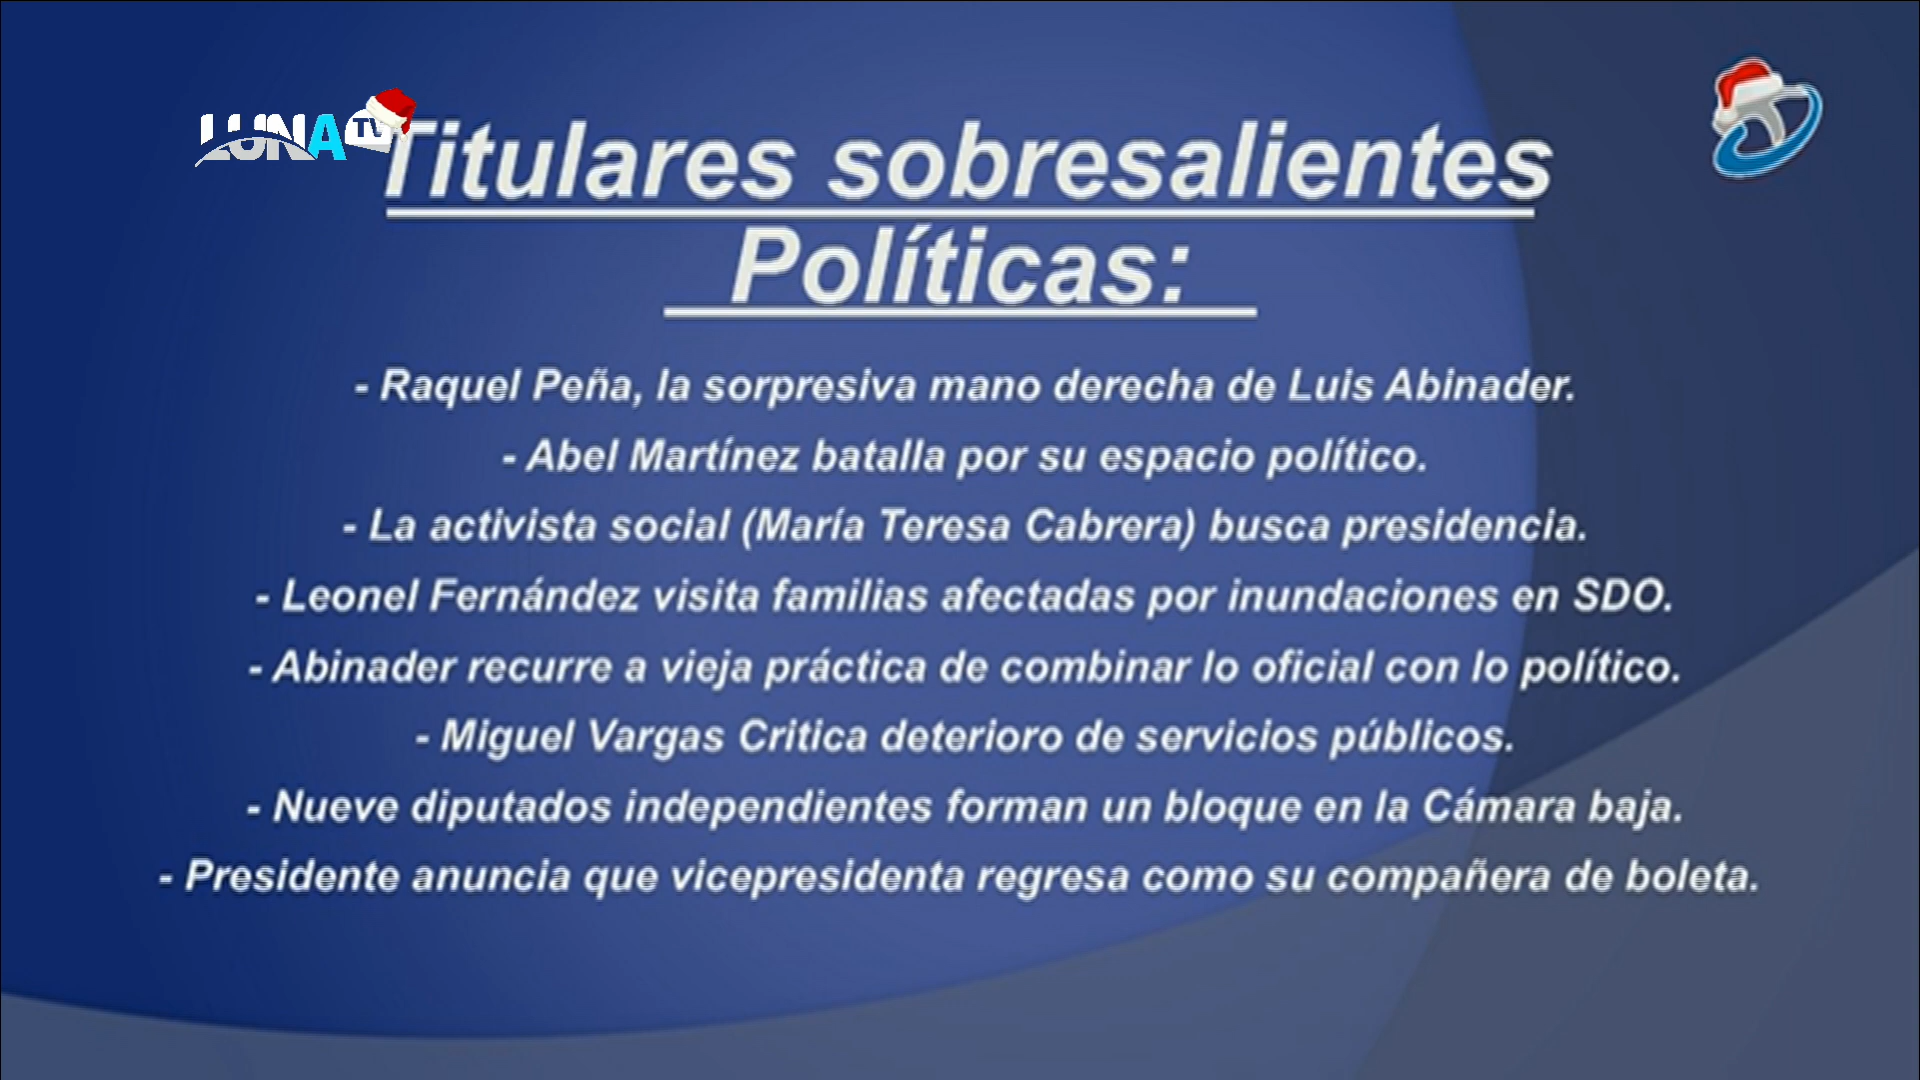 LUNA TV
Titulares sobresalientes
Políticas:
- Raquel Peña, la sorpresiva mano derecha de Luis Abinader.
- Abel Martínez batalla por su espacio político.
- La activista social (María Teresa Cabrera) busca presidencia.
- Leonel Fernández visita familias afectadas por inundaciones en SDO.
- Abinader recurre a vieja práctica de combinar lo oficial con lo político.
- Miguel Vargas Critica deterioro de servicios públicos.
- Nueve diputados independientes forman un bloque en la Cámara baja.
- Presidente anuncia que vicepresidenta regresa como su compañera de boleta.